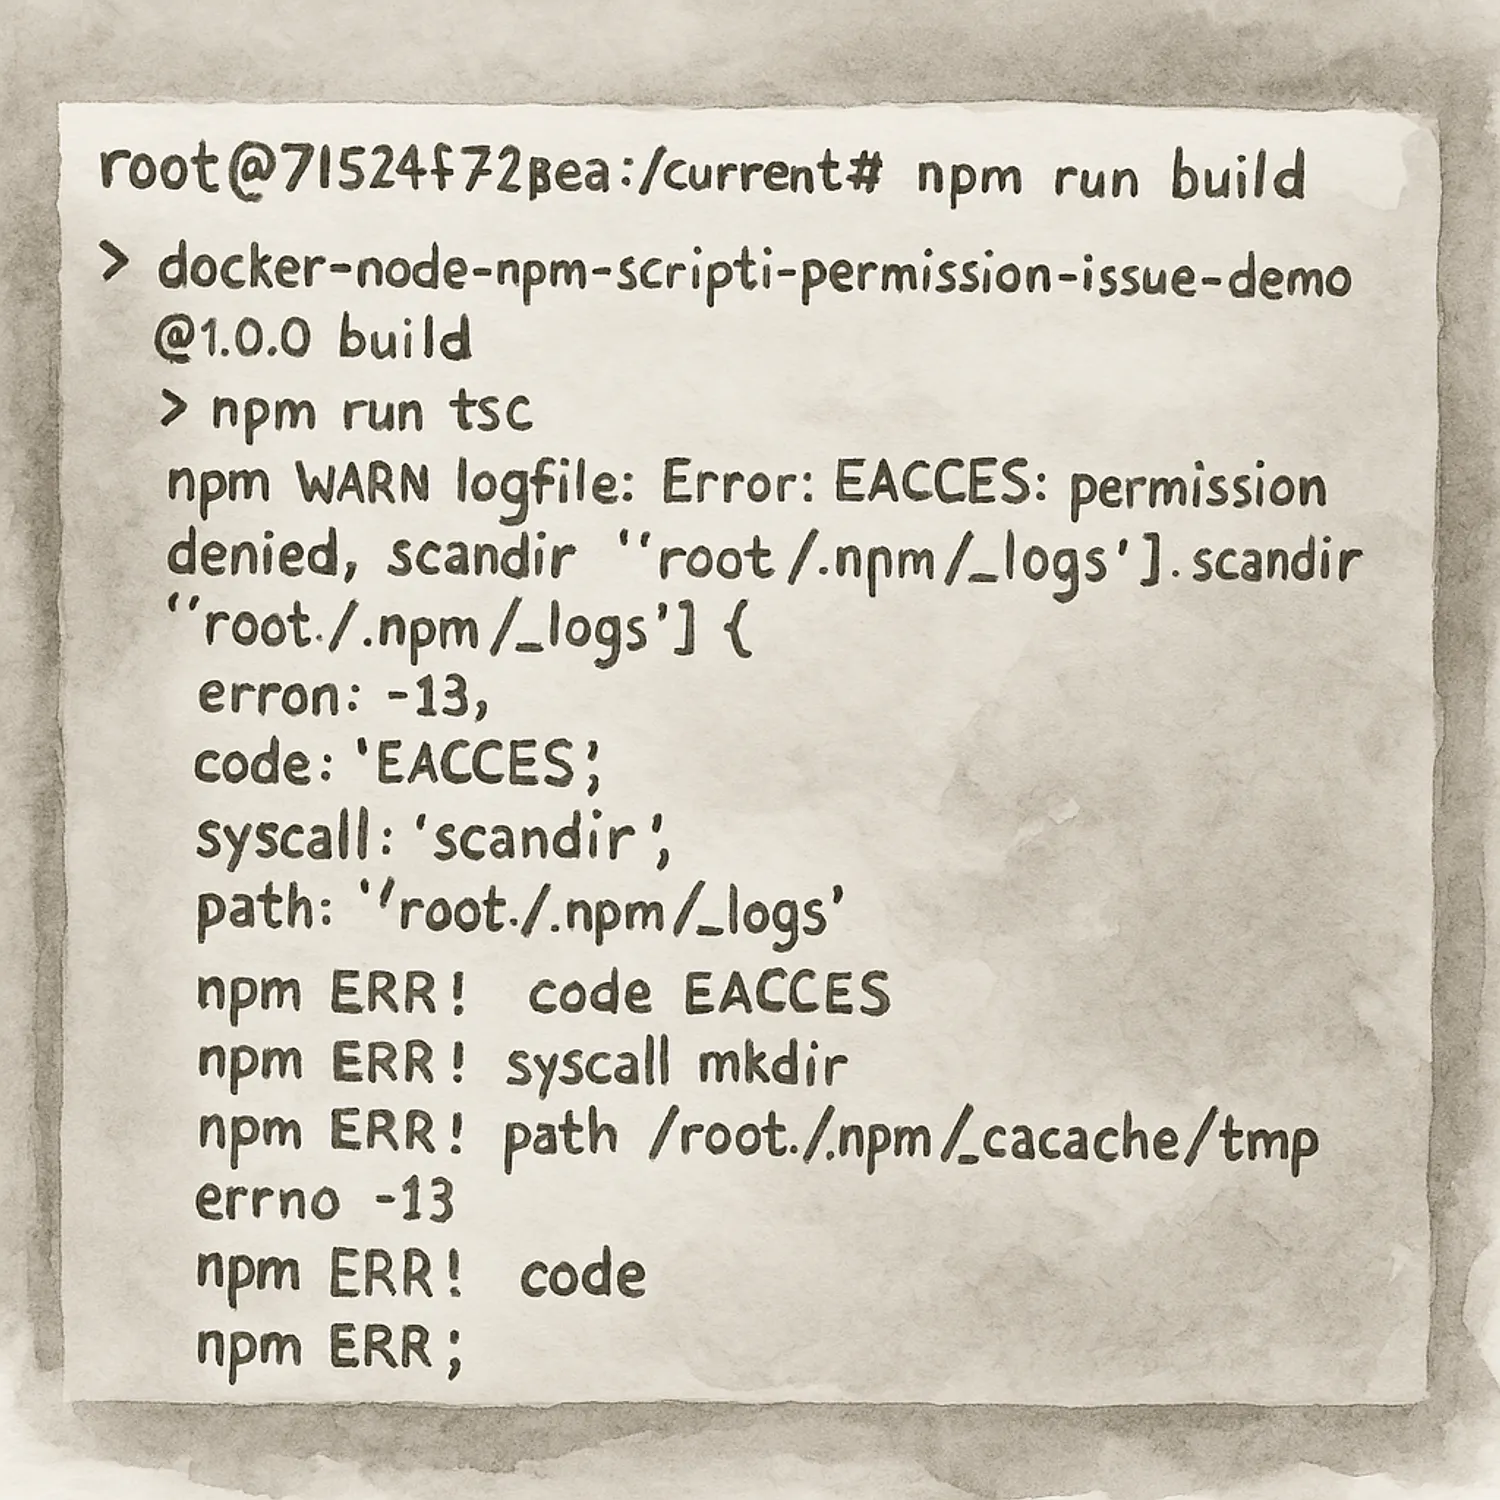 root@71524f72Bea:/current# npm run build
> docker-node-npm-scripti-permission-issue-demo
@1.0.0 build
> npm run tsc
npm WARN logfile: Error: EACCES: permission
denied, scandir ‘‘root/.npm/_logs’].scandir
‘‘root./.npm/_logs’] {
erron: -13,
code: ‘EACCES’;
syscall: ‘scandir’,
path: ‘/root./.npm/_logs’
npm ERR! code EACCES
npm ERR! syscall mkdir
npm ERR! path /root./.npm/_cacache/tmp
errno -13
npm ERR! code
npm ERR;